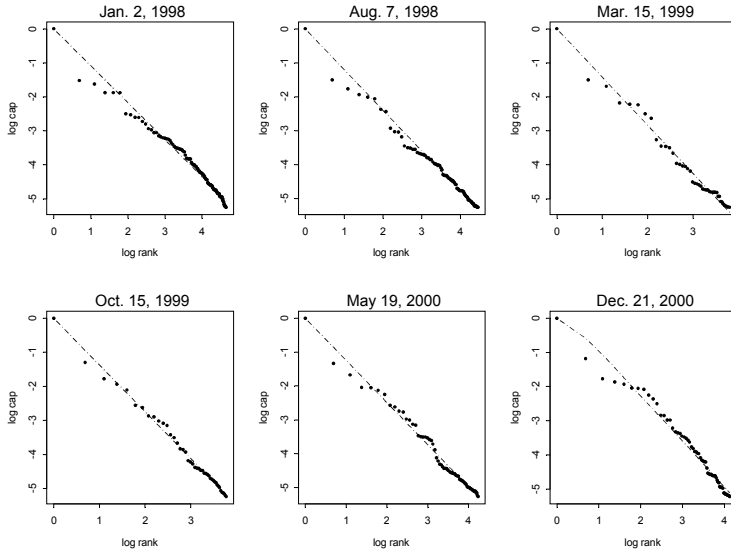 Jan. 2, 1998
Aug. 7, 1998
Mar. 15, 1999
0
-1
-2
-3
-4
-5
log cap
0 1 2 3 4
log rank
0
-1
-2
-3
-4
-5
log cap
0 1 2 3 4
log rank
0
-1
-2
-3
-4
-5
log cap
0 1 2 3
log rank
Oct. 15, 1999
May 19, 2000
Dec. 21, 2000
0
-1
-2
-3
-4
-5
log cap
0 1 2 3
log rank
0
-1
-2
-3
-4
-5
log cap
0 1 2 3 4
log rank
0
-1
-2
-3
-4
-5
log cap
0 1 2 3 4
log rank